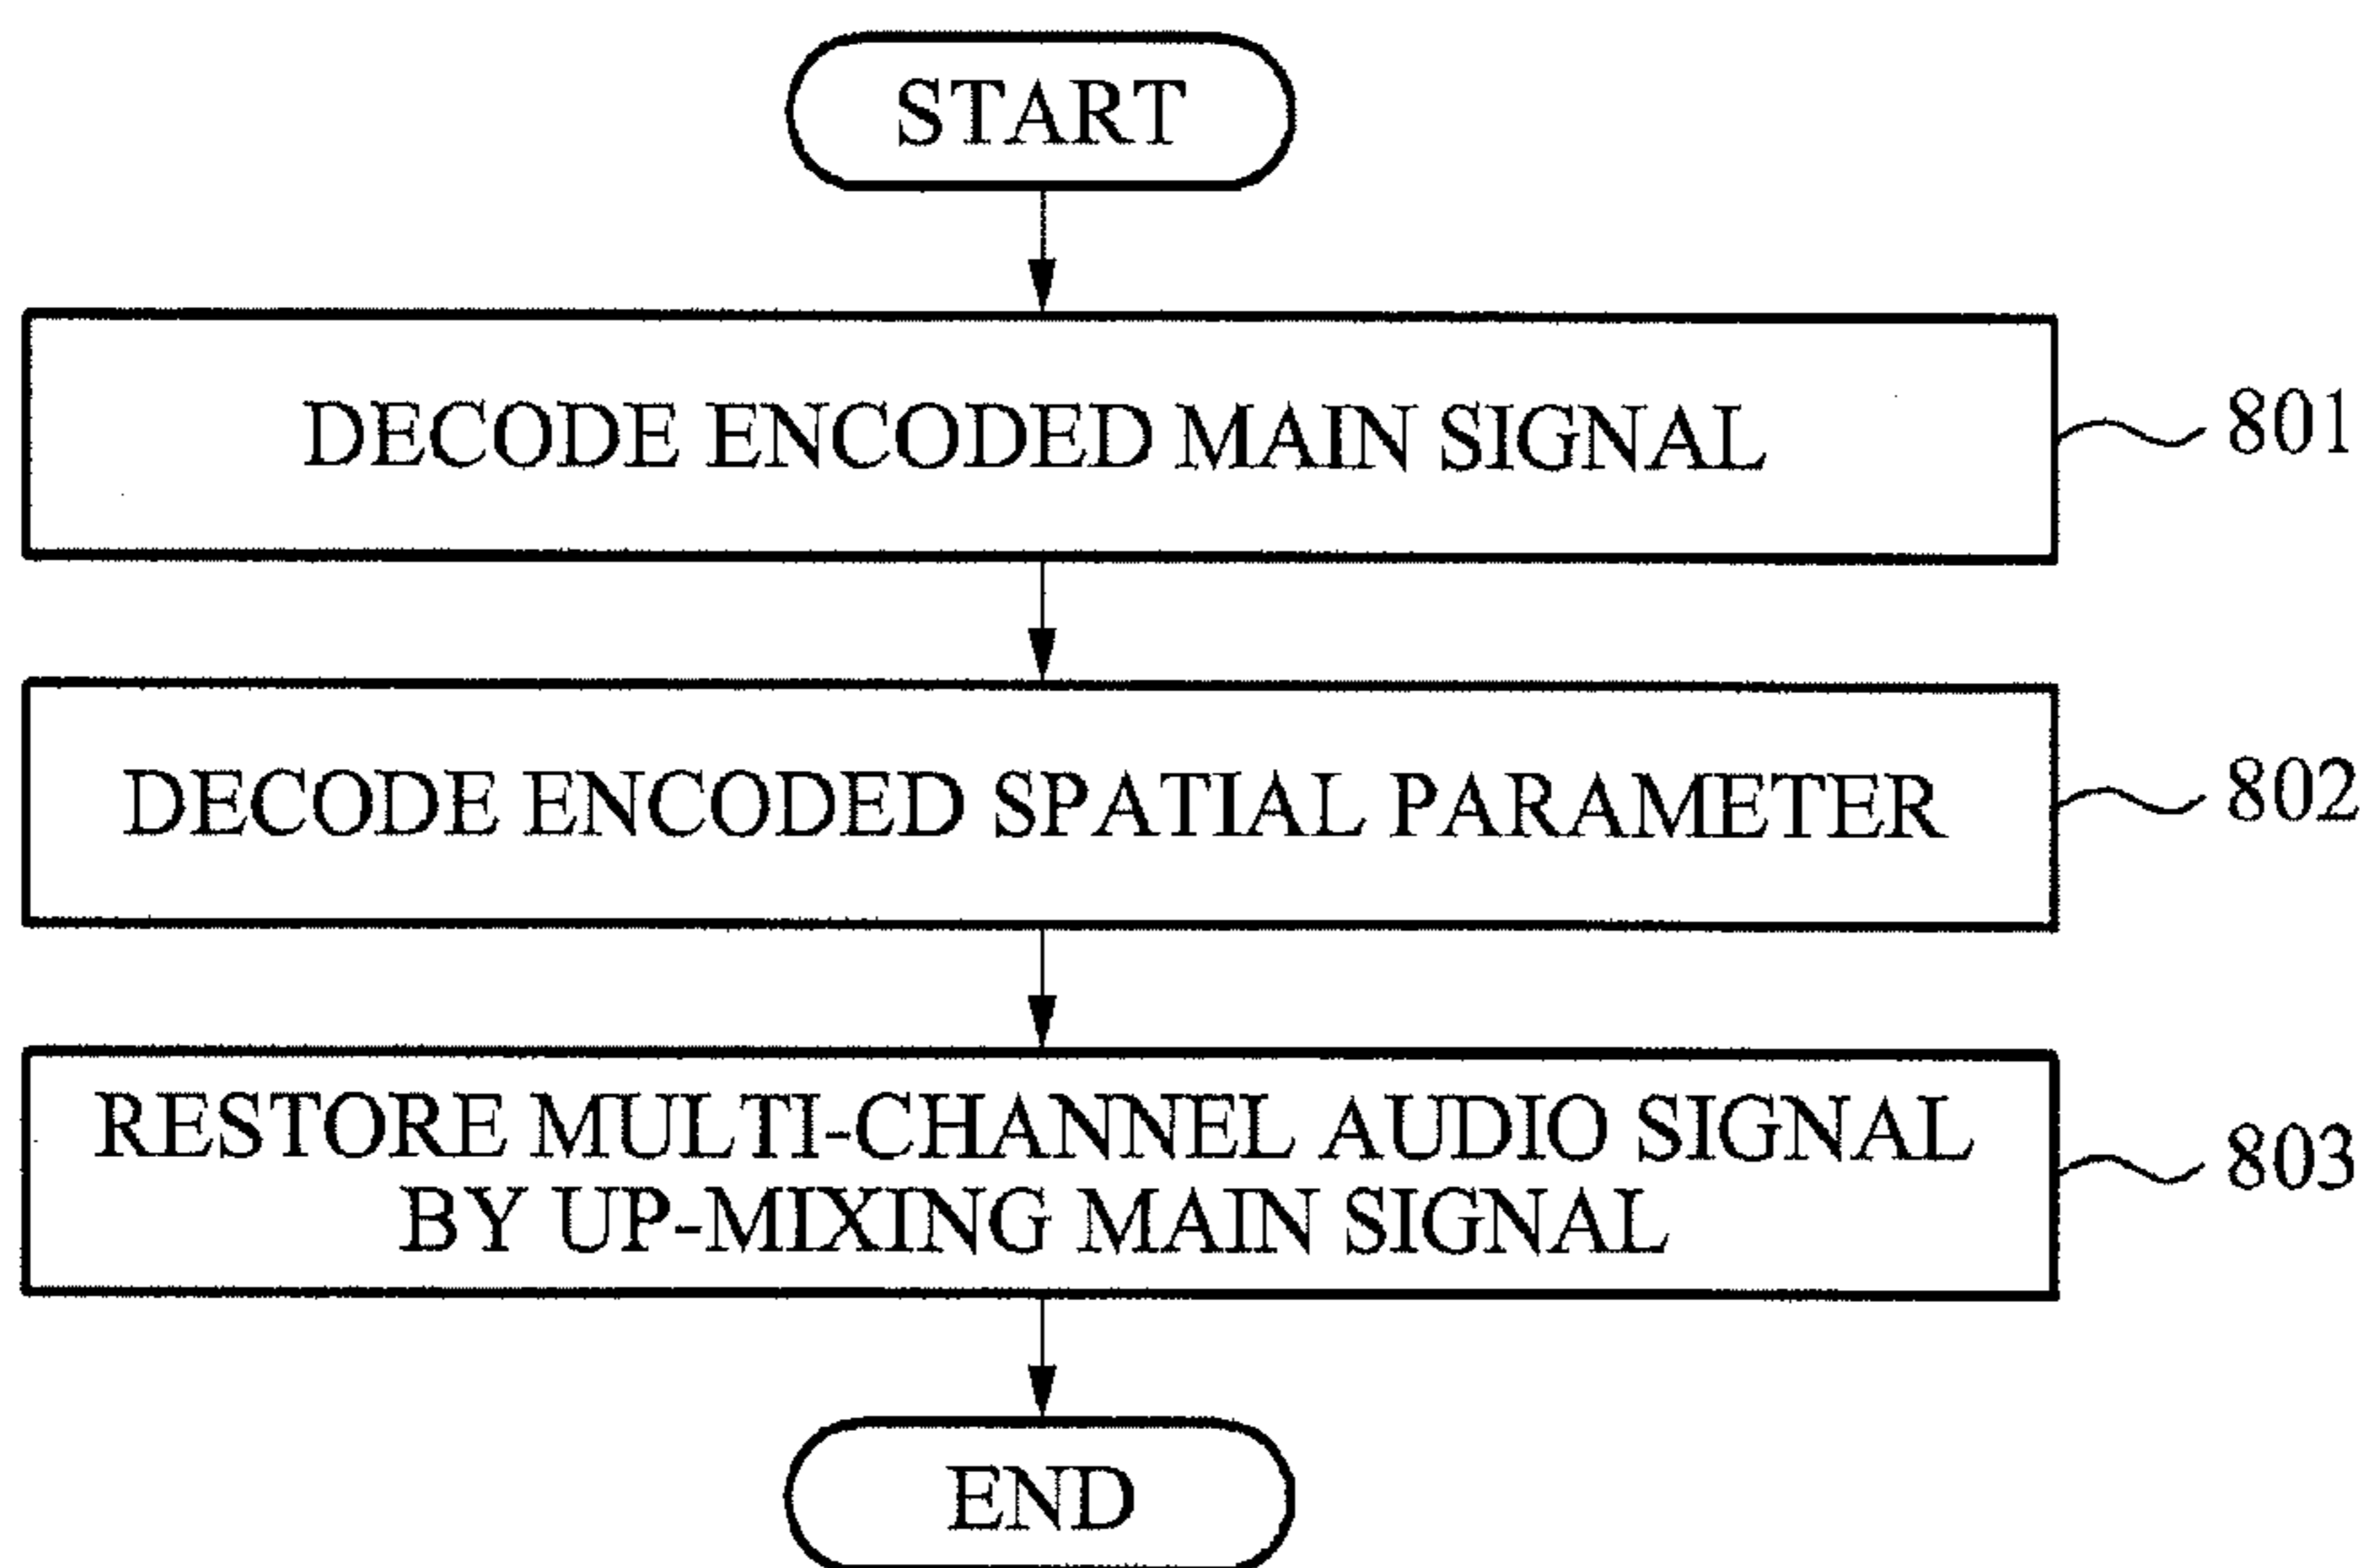 START
DECODE ENCODED MAIN SIGNAL
801
DECODE ENCODED SPATIAL PARAMETER
802
RESTORE MULTI-CHANNEL AUDIO SIGNAL
BY UP-MIXING MAIN SIGNAL
803
END